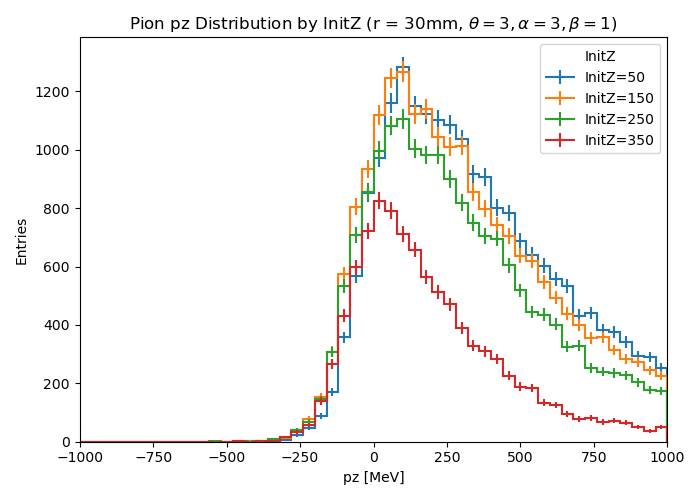 Pion pz Distribution by InitZ (r = 30mm, θ = 3, α = 3, β = 1)
InitZ
InitZ=50
InitZ=150
InitZ=250
InitZ=350
Entries
1200
1000
800
600
400
200
0
−1000 −750 −500 −250 0 250 500 750 1000
pz [MeV]